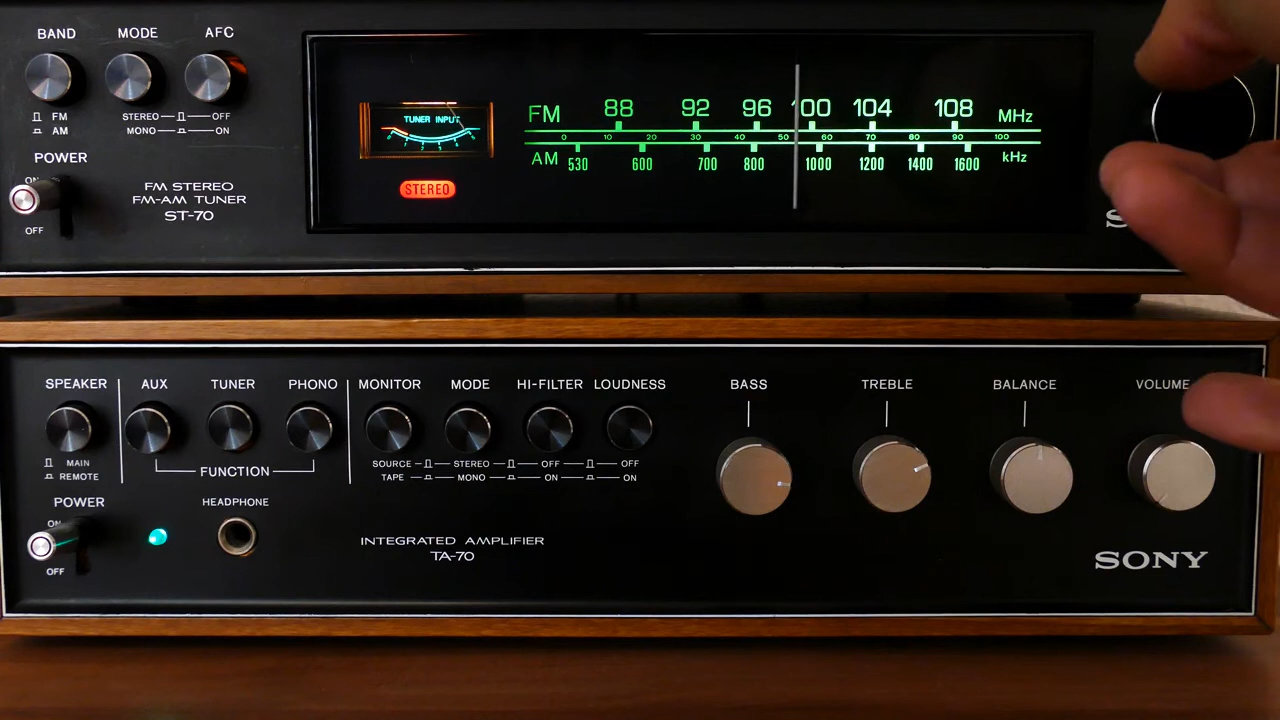 BAND MODE AFC
FM STEREO OFF
AM MONO ON
POWER
ON
OFF
FM STEREO
FM-AM TUNER
ST-70
TUNER INPUT
STEREO
FM 88 92 96 100 104 108 MHz
0 10 20 30 40 50 60 70 80 90 100
AM 530 600 700 800 1000 1200 1400 1600 kHz
S
SPEAKER AUX TUNER PHONO MONITOR MODE HI-FILTER LOUDNESS BASS TREBLE BALANCE VOLUME
MAIN
REMOTE
FUNCTION
SOURCE STEREO OFF OFF
TAPE MONO ON ON
POWER
ON
OFF
HEADPHONE
INTEGRATED AMPLIFIER
TA-70
SONY